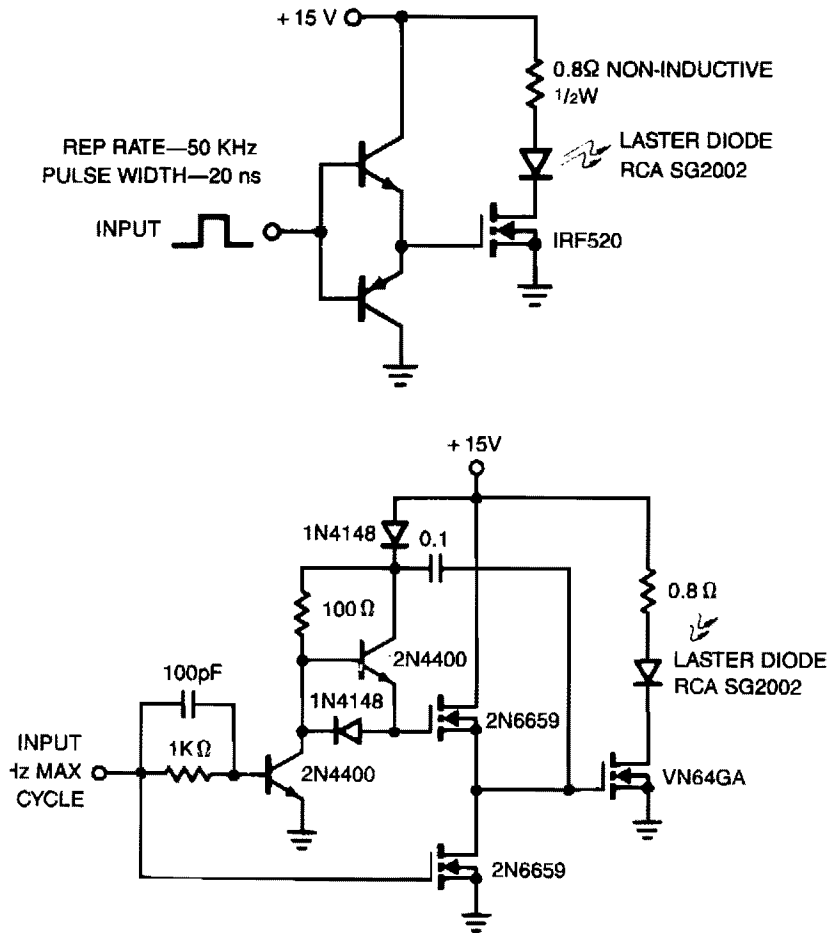 +15 V
0.8Ω NON-INDUCTIVE
1/2W
REP RATE—50 KHz
PULSE WIDTH—20 ns
INPUT
LASTER DIODE
RCA SG2002
IRF520
+15V
1N4148
0.1
100Ω
0.8Ω
2N4400
100pF
1N4148
LASTER DIODE
RCA SG2002
2N6659
INPUT
Hz MAX
CYCLE
1KΩ
2N4400
VN64GA
2N6659